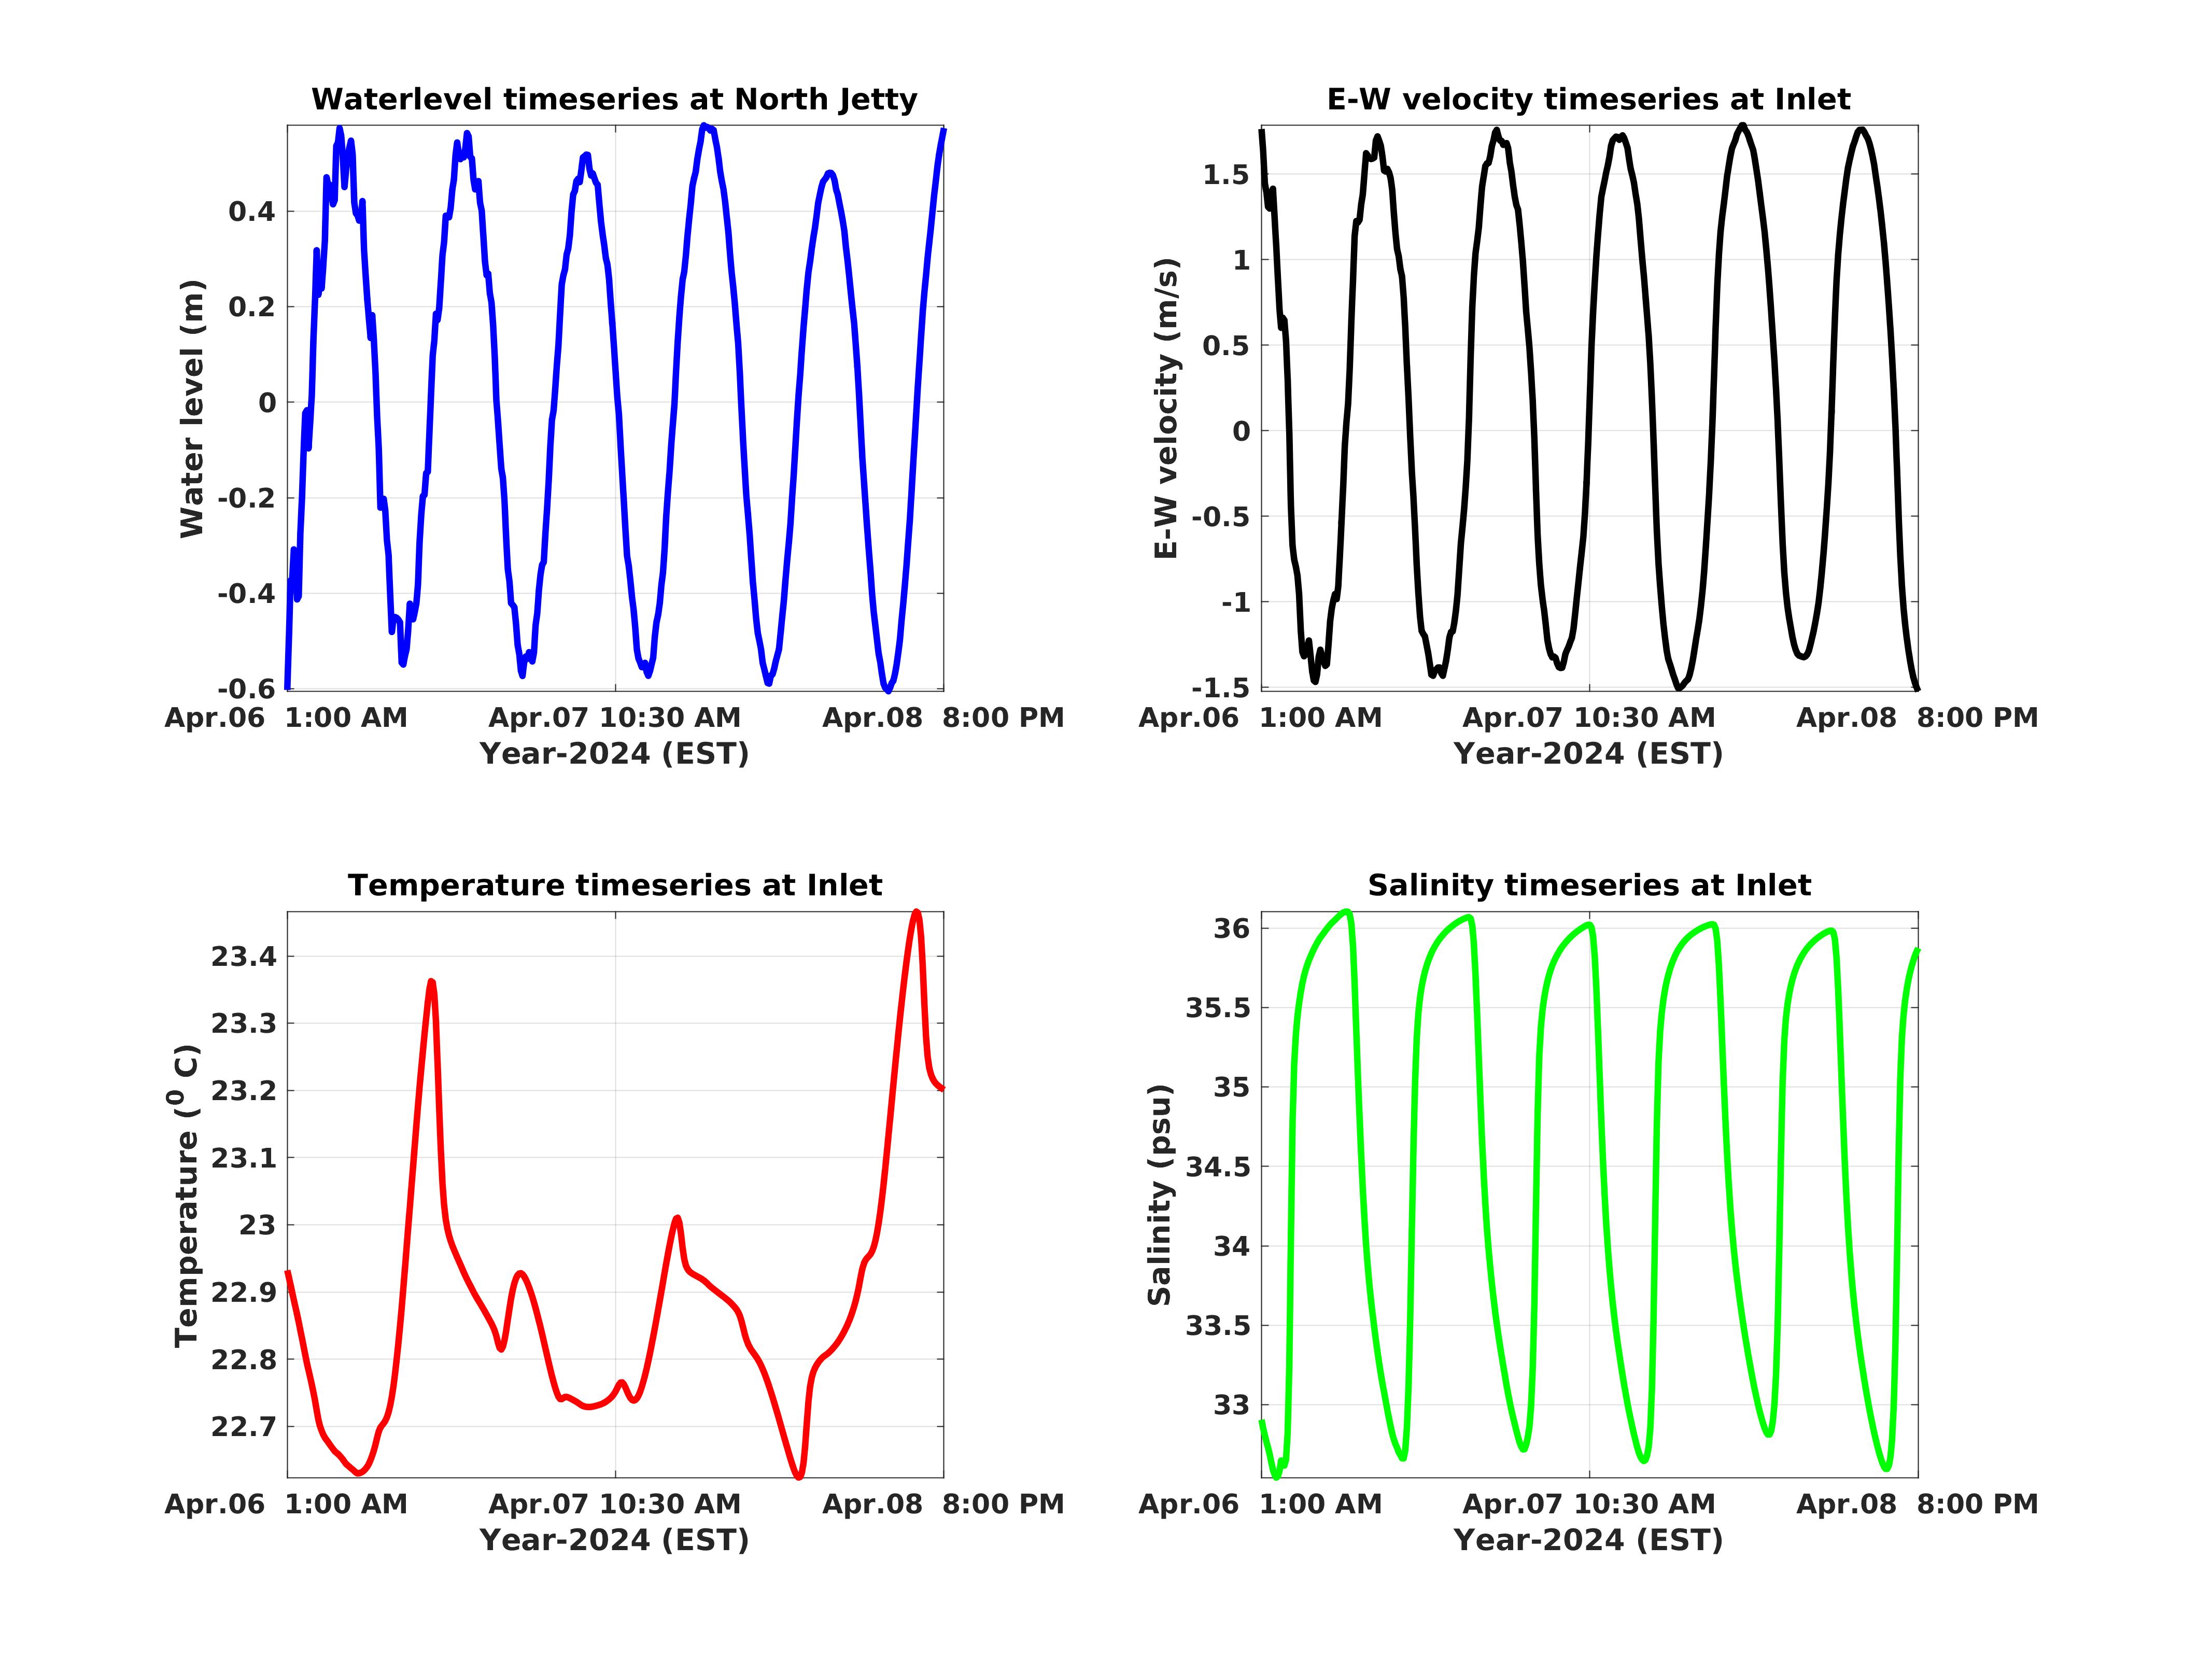 Waterlevel timeseries at North Jetty
Water level (m)
0.4
0.2
0
-0.2
-0.4
-0.6
Apr.06 1:00 AM Apr.07 10:30 AM Apr.08 8:00 PM
Year-2024 (EST)
E-W velocity timeseries at Inlet
E-W velocity (m/s)
1.5
1
0.5
0
-0.5
-1
-1.5
Apr.06 1:00 AM Apr.07 10:30 AM Apr.08 8:00 PM
Year-2024 (EST)
Temperature timeseries at Inlet
Temperature (⁰ C)
23.4
23.3
23.2
23.1
23
22.9
22.8
22.7
Apr.06 1:00 AM Apr.07 10:30 AM Apr.08 8:00 PM
Year-2024 (EST)
Salinity timeseries at Inlet
Salinity (psu)
36
35.5
35
34.5
34
33.5
33
Apr.06 1:00 AM Apr.07 10:30 AM Apr.08 8:00 PM
Year-2024 (EST)